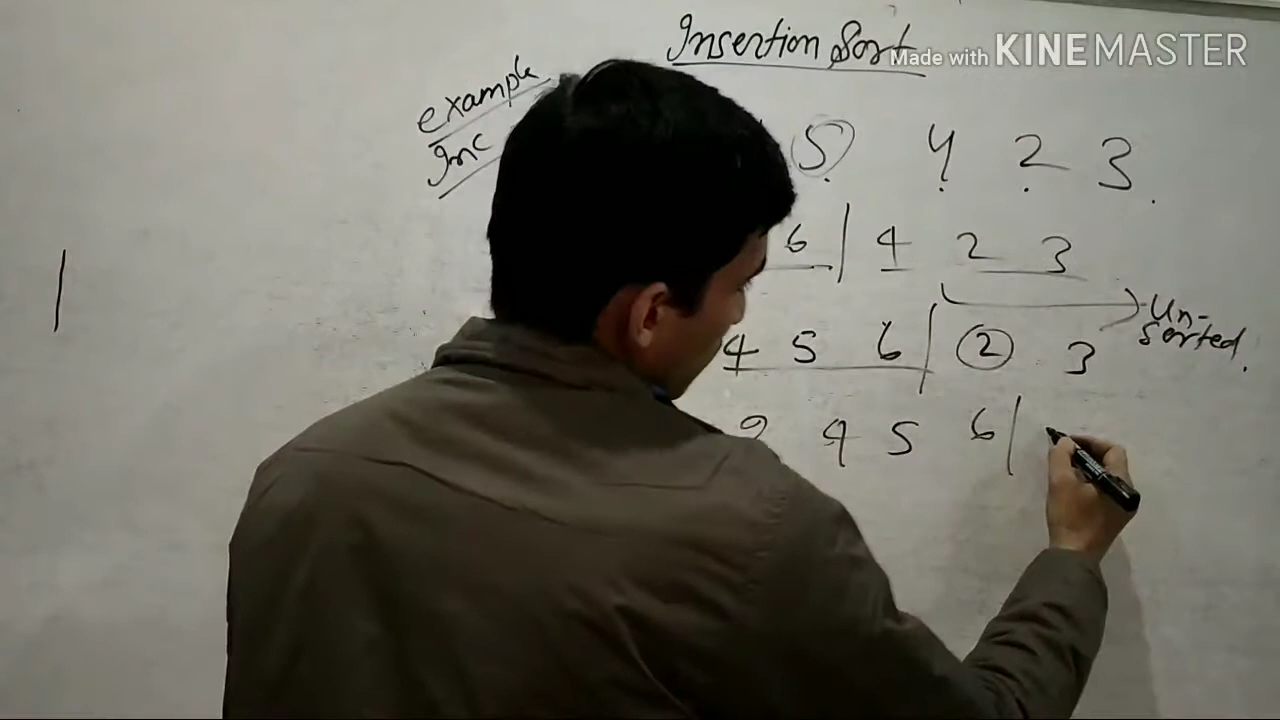 Insertion Sort
Made with KINEMASTER
example
Inc
5 4 2 3
6 | 4 2 3
Un-
Sorted.
4 5 6 | 2 3
2 4 5 6 |